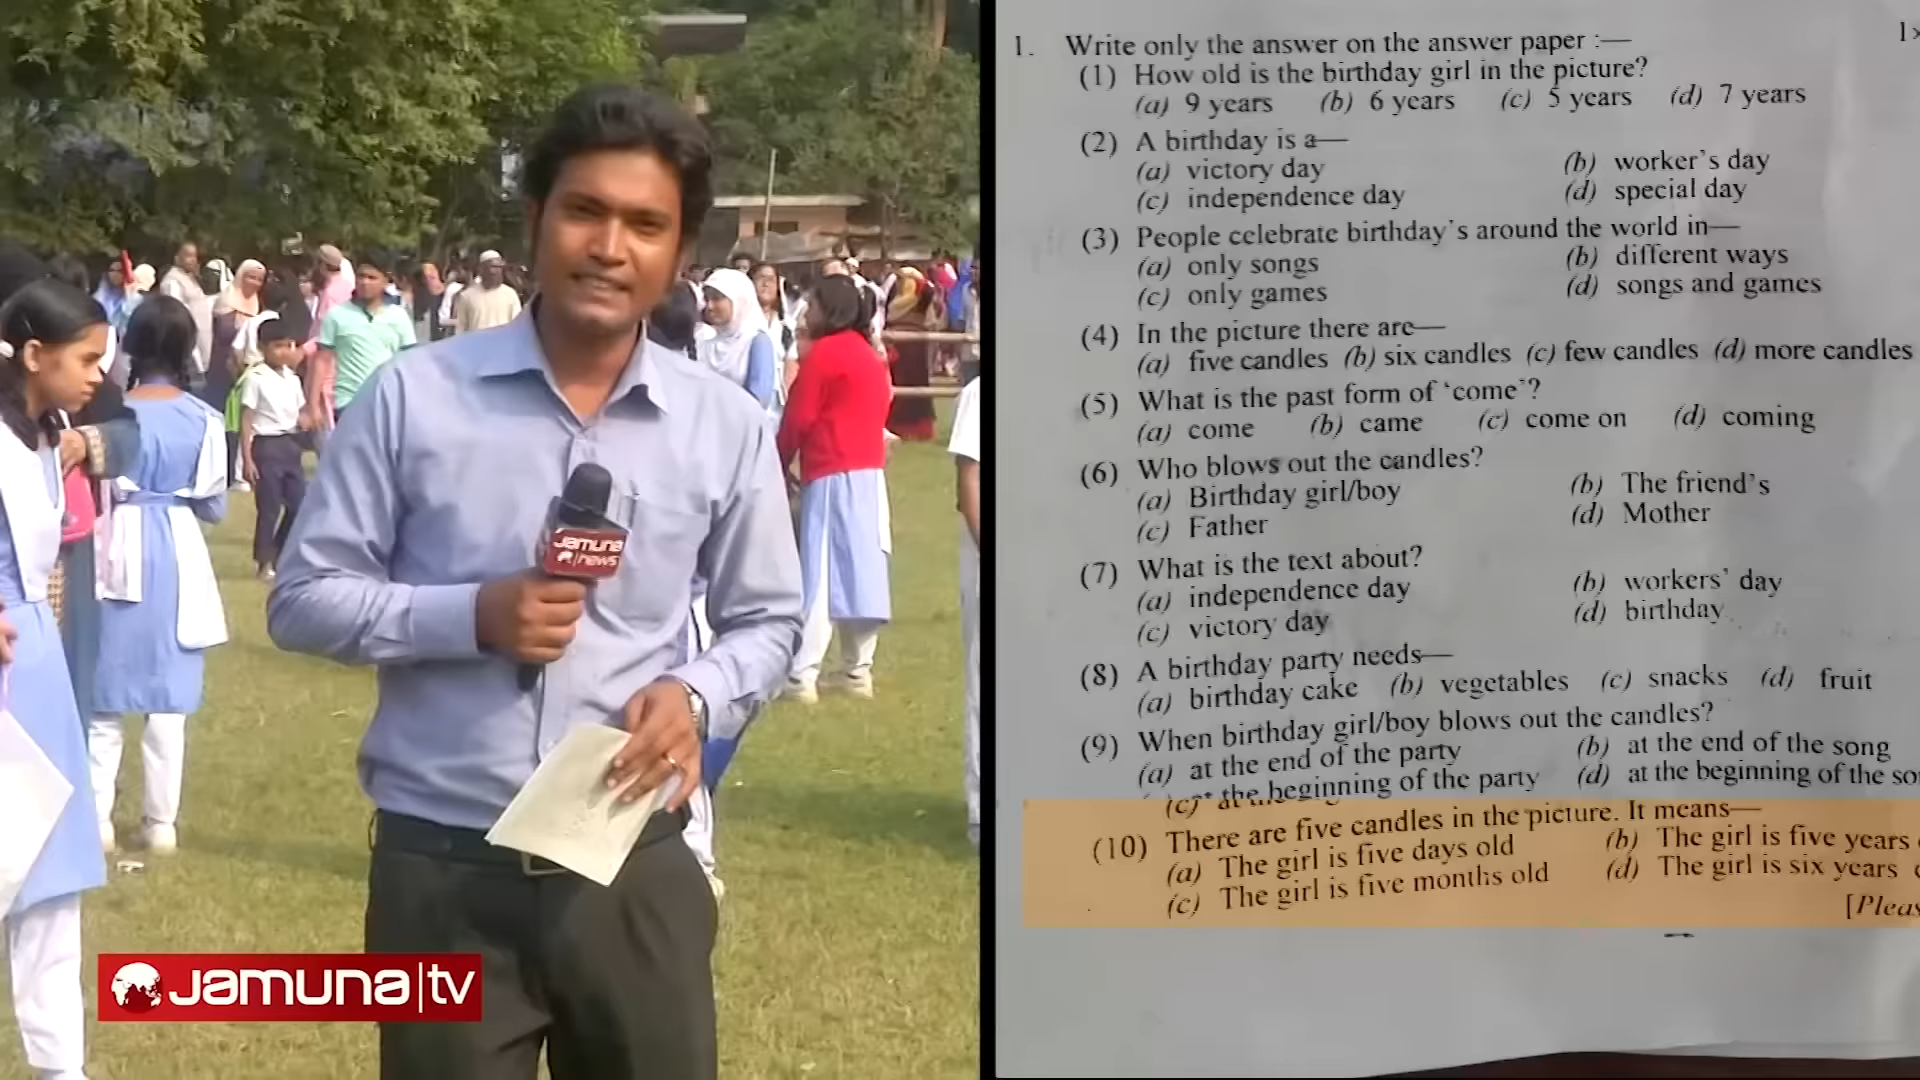 Jamuna
news
Jamuna|tv
1. Write only the answer on the answer paper :—
(1) How old is the birthday girl in the picture?
(a) 9 years (b) 6 years (c) 5 years (d) 7 years
(2) A birthday is a—
(a) victory day (b) worker's day
(c) independence day (d) special day
(3) People celebrate birthday's around the world in—
(a) only songs (b) different ways
(c) only games (d) songs and games
(4) In the picture there are—
(a) five candles (b) six candles (c) few candles (d) more candles
(5) What is the past form of 'come'?
(a) come (b) came (c) come on (d) coming
(6) Who blows out the candles?
(a) Birthday girl/boy (b) The friend's
(c) Father (d) Mother
(7) What is the text about?
(a) independence day (b) workers' day
(c) victory day (d) birthday
(8) A birthday party needs—
(a) birthday cake (b) vegetables (c) snacks (d) fruit
(9) When birthday girl/boy blows out the candles?
(a) at the end of the party (b) at the end of the song
(c) at the beginning of the party (d) at the beginning of the
(10) There are five candles in the picture. It means—
(a) The girl is five days old (b) The girl is five years
(c) The girl is five months old (d) The girl is six years